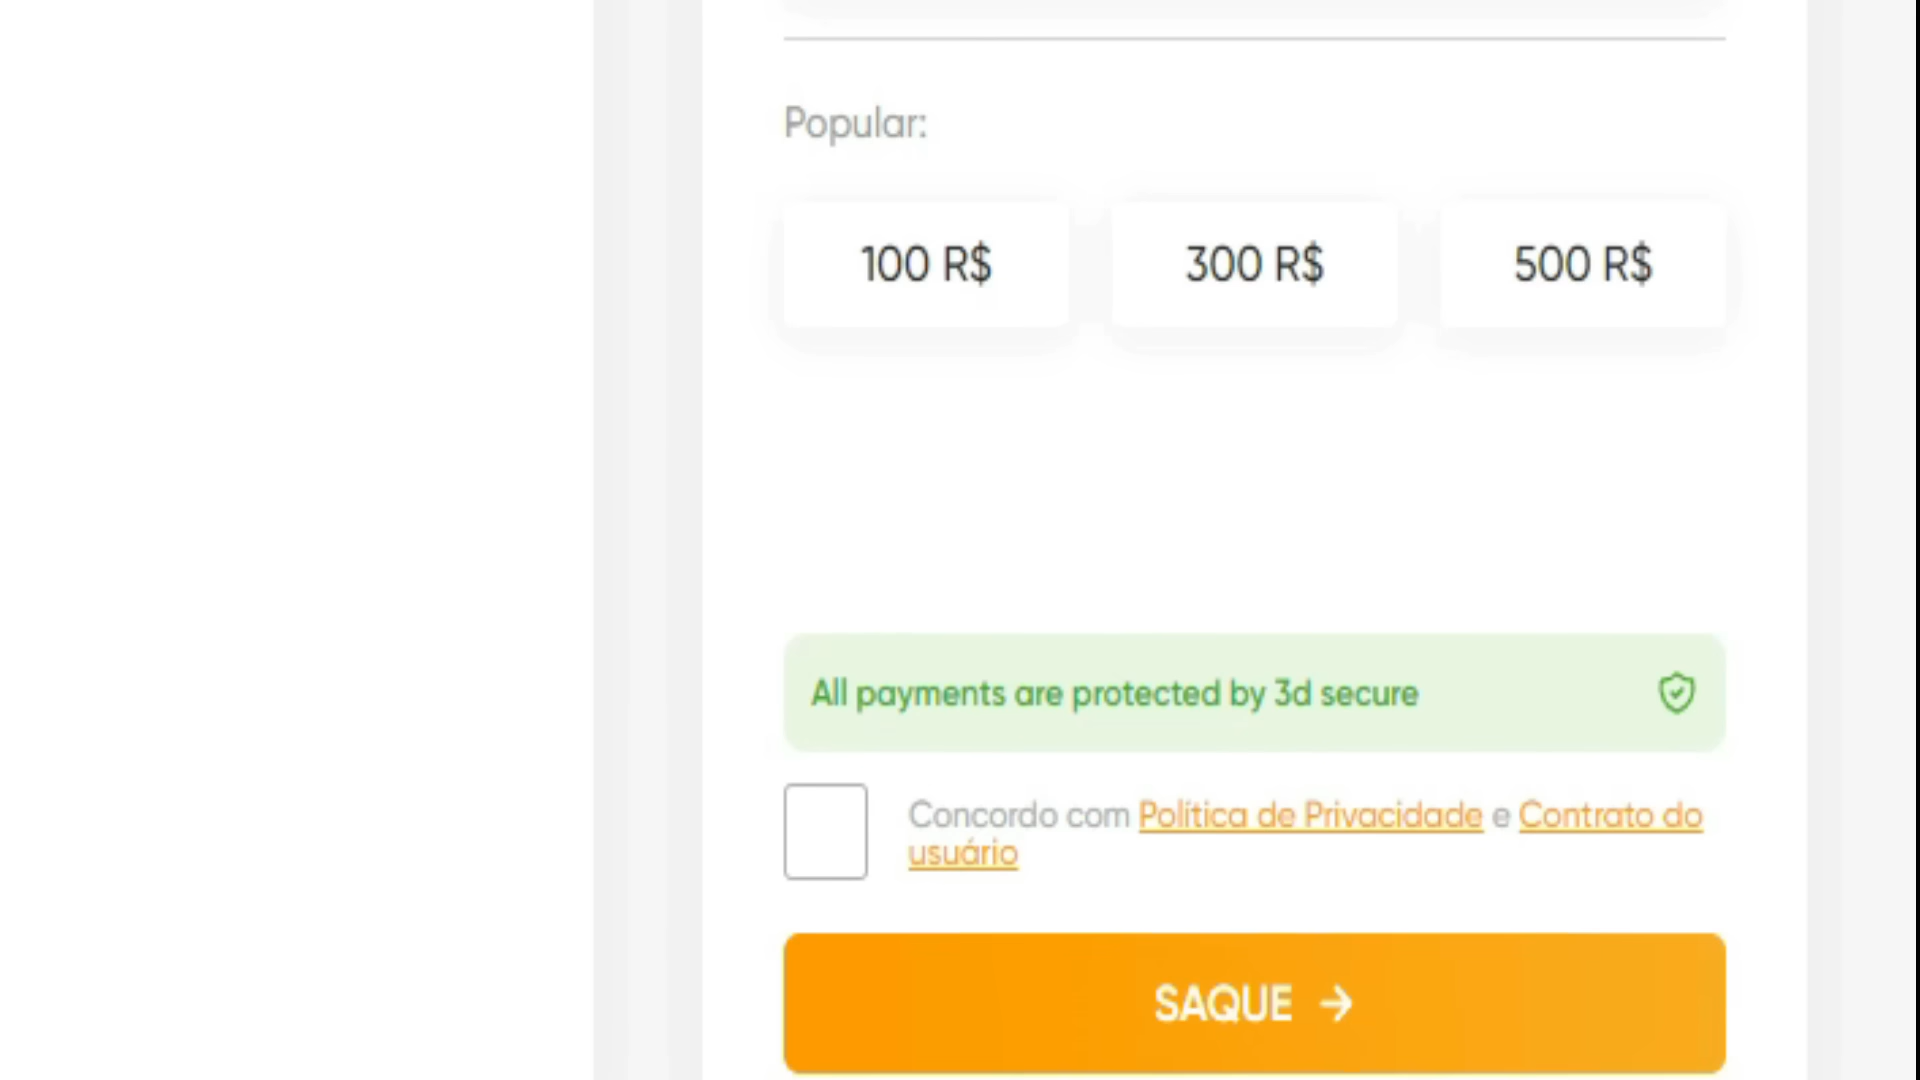 Popular:
100 R$ 300 R$ 500 R$
All payments are protected by 3d secure
Concordo com Política de Privacidade e Contrato do
usuário
SAQUE →